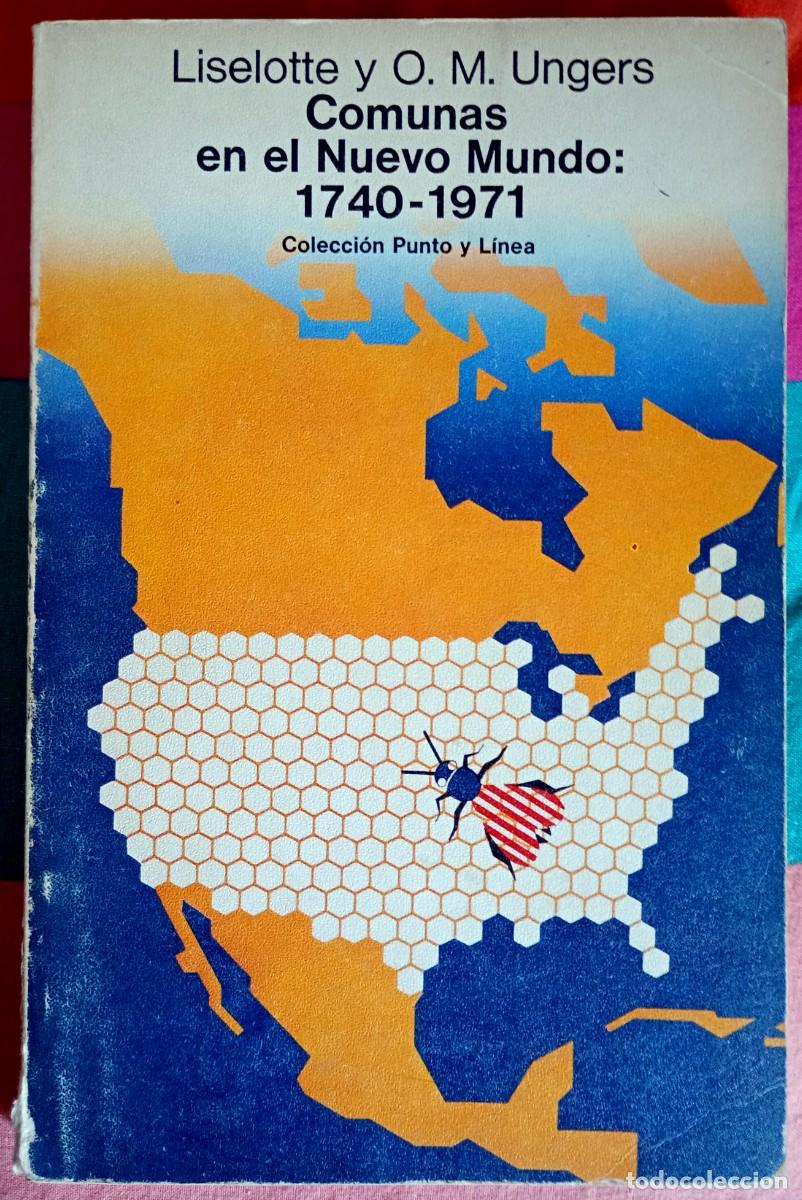 Liselotte y O. M. Ungers
Comunas
en el Nuevo Mundo:
1740-1971
Colección Punto y Línea
todocoleccion